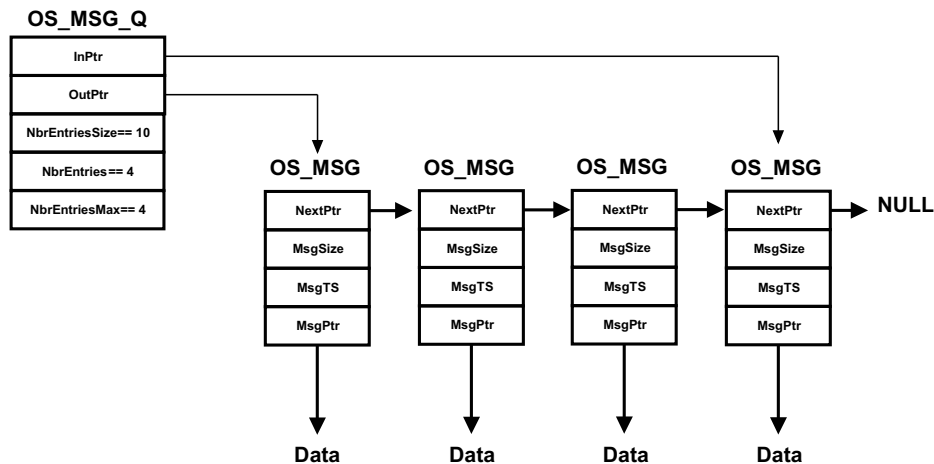 OS_MSG_Q
InPtr
OutPtr
NbrEntriesSize== 10
NbrEntries== 4
NbrEntriesMax== 4
OS_MSG OS_MSG OS_MSG OS_MSG
NextPtr NextPtr NextPtr NextPtr NULL
MsgSize MsgSize MsgSize MsgSize
MsgTS MsgTS MsgTS MsgTS
MsgPtr MsgPtr MsgPtr MsgPtr
Data Data Data Data